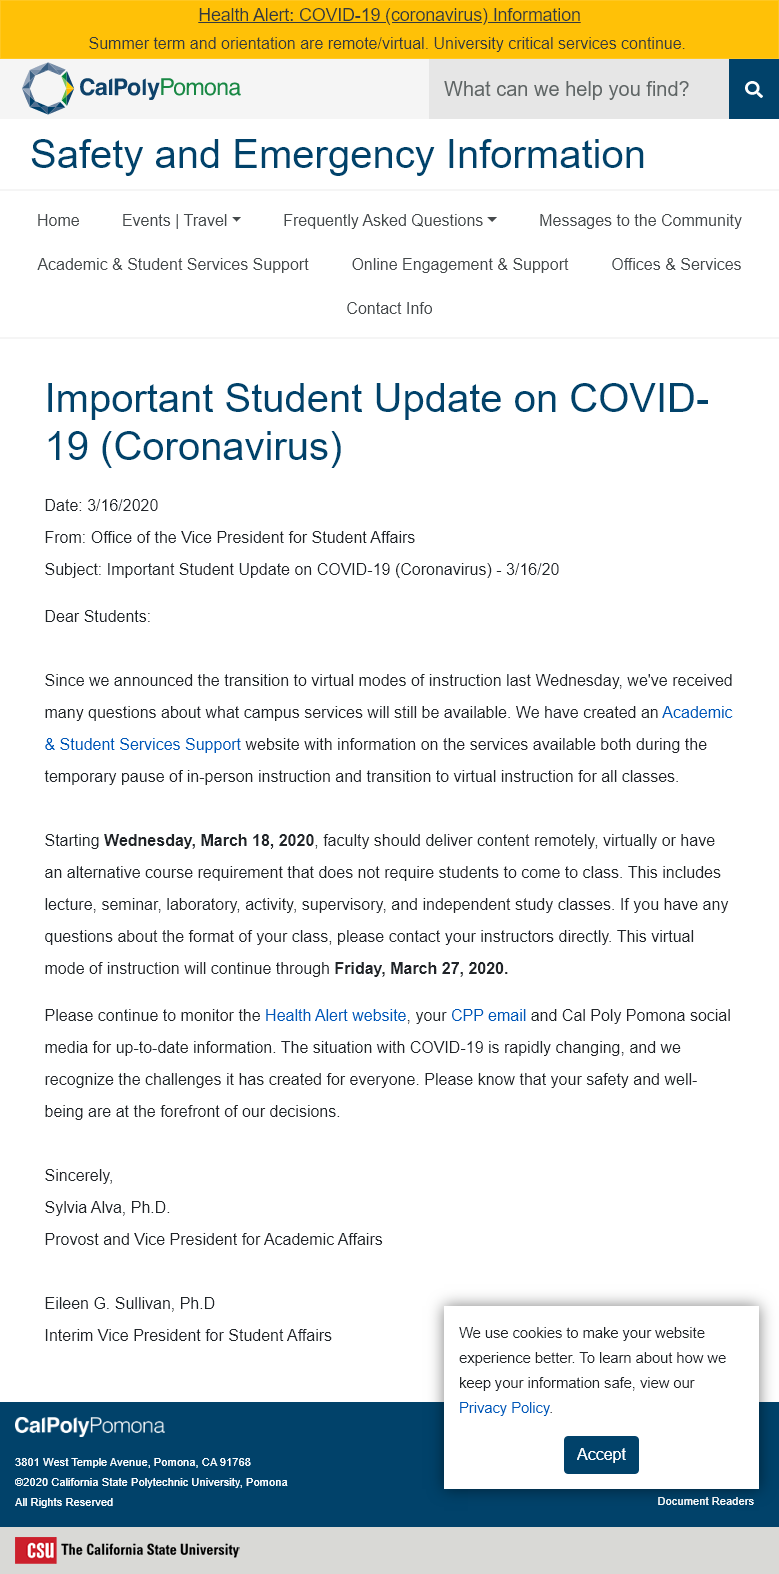 Health Alert: COVID-19 (coronavirus) Information
Summer term and orientation are remote/virtual. University critical services continue.
CalPolyPomona
What can we help you find?
Safety and Emergency Information
Home Events | Travel Frequently Asked Questions Messages to the Community
Academic & Student Services Support Online Engagement & Support Offices & Services
Contact Info
Important Student Update on COVID-
19 (Coronavirus)
Date: 3/16/2020
From: Office of the Vice President for Student Affairs
Subject: Important Student Update on COVID-19 (Coronavirus) - 3/16/20
Dear Students:
Since we announced the transition to virtual modes of instruction last Wednesday, we've received
many questions about what campus services will still be available. We have created an Academic
& Student Services Support website with information on the services available both during the
temporary pause of in-person instruction and transition to virtual instruction for all classes.
Starting Wednesday, March 18, 2020, faculty should deliver content remotely, virtually or have
an alternative course requirement that does not require students to come to class. This includes
lecture, seminar, laboratory, activity, supervisory, and independent study classes. If you have any
questions about the format of your class, please contact your instructors directly. This virtual
mode of instruction will continue through Friday, March 27, 2020.
Please continue to monitor the Health Alert website, your CPP email and Cal Poly Pomona social
media for up-to-date information. The situation with COVID-19 is rapidly changing, and we
recognize the challenges it has created for everyone. Please know that your safety and well-
being are at the forefront of our decisions.
Sincerely,
Sylvia Alva, Ph.D.
Provost and Vice President for Academic Affairs
Eileen G. Sullivan, Ph.D
Interim Vice President for Student Affairs
We use cookies to make your website
experience better. To learn about how we
keep your information safe, view our
Privacy Policy.
Accept
CalPolyPomona
3801 West Temple Avenue, Pomona, CA 91768
©2020 California State Polytechnic University, Pomona
All Rights Reserved
Document Readers
CSU The California State University